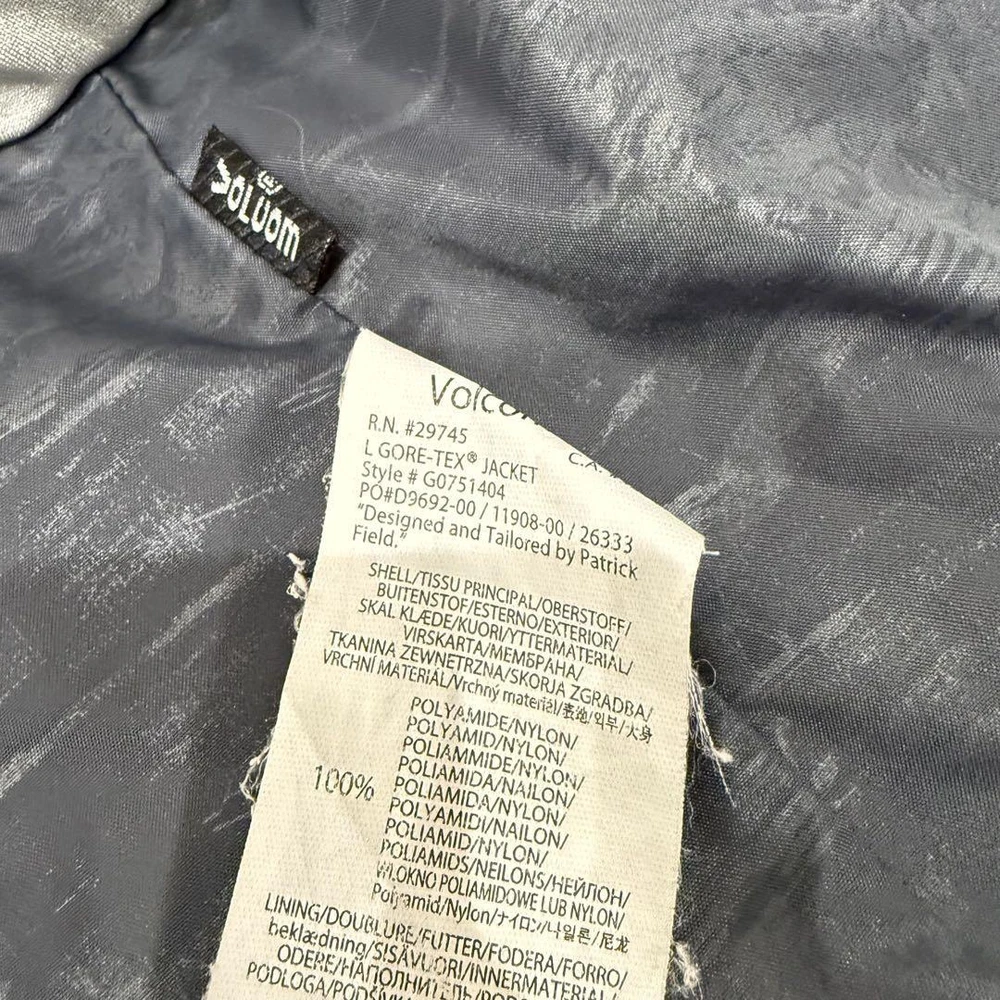 VOLCOM
Volcom
R.N. #29745
C.A.
L GORE-TEX® JACKET
Style # G0751404
PO#D9692-00 / 11908-00 / 26333
"Designed and Tailored by Patrick
Field."
SHELL/TISSU PRINCIPAL/OBERSTOFF/
BUITENSTOF/ESTERNO/EXTERIOR/
SKAL KLÆDE/KUORI/YTTERMATERIAL/
VIRSKARTA/МЕМБРАНА/
TKANINA ZEWNETRZNA/SKORJA ZGRADBA/
VRCHNÍ MATERIÁL/Vrchný materiál/表地/외부/大身
100%
POLYAMIDE/NYLON/
POLYAMID/NYLON/
POLIAMMIDE/NYLON/
POLIAMIDA/NAILON/
POLIAMIDA/NYLON/
POLYAMIDI/NAILON/
POLIAMID/NYLON/
POLIAMIDS/NEILONS/НЕЙЛОН/
WLOKNO POLIAMIDOWE LUB NYLON/
Polyamid/Nylon/ナイロン/나일론/尼龙
LINING/DOUBLURE/FUTTER/FODERA/FORRO/
beklædning/SISÄVUORI/INNERMATERIAL/
ODERE/НАПОЛНИТЕЛЬ/
PODLOGA/